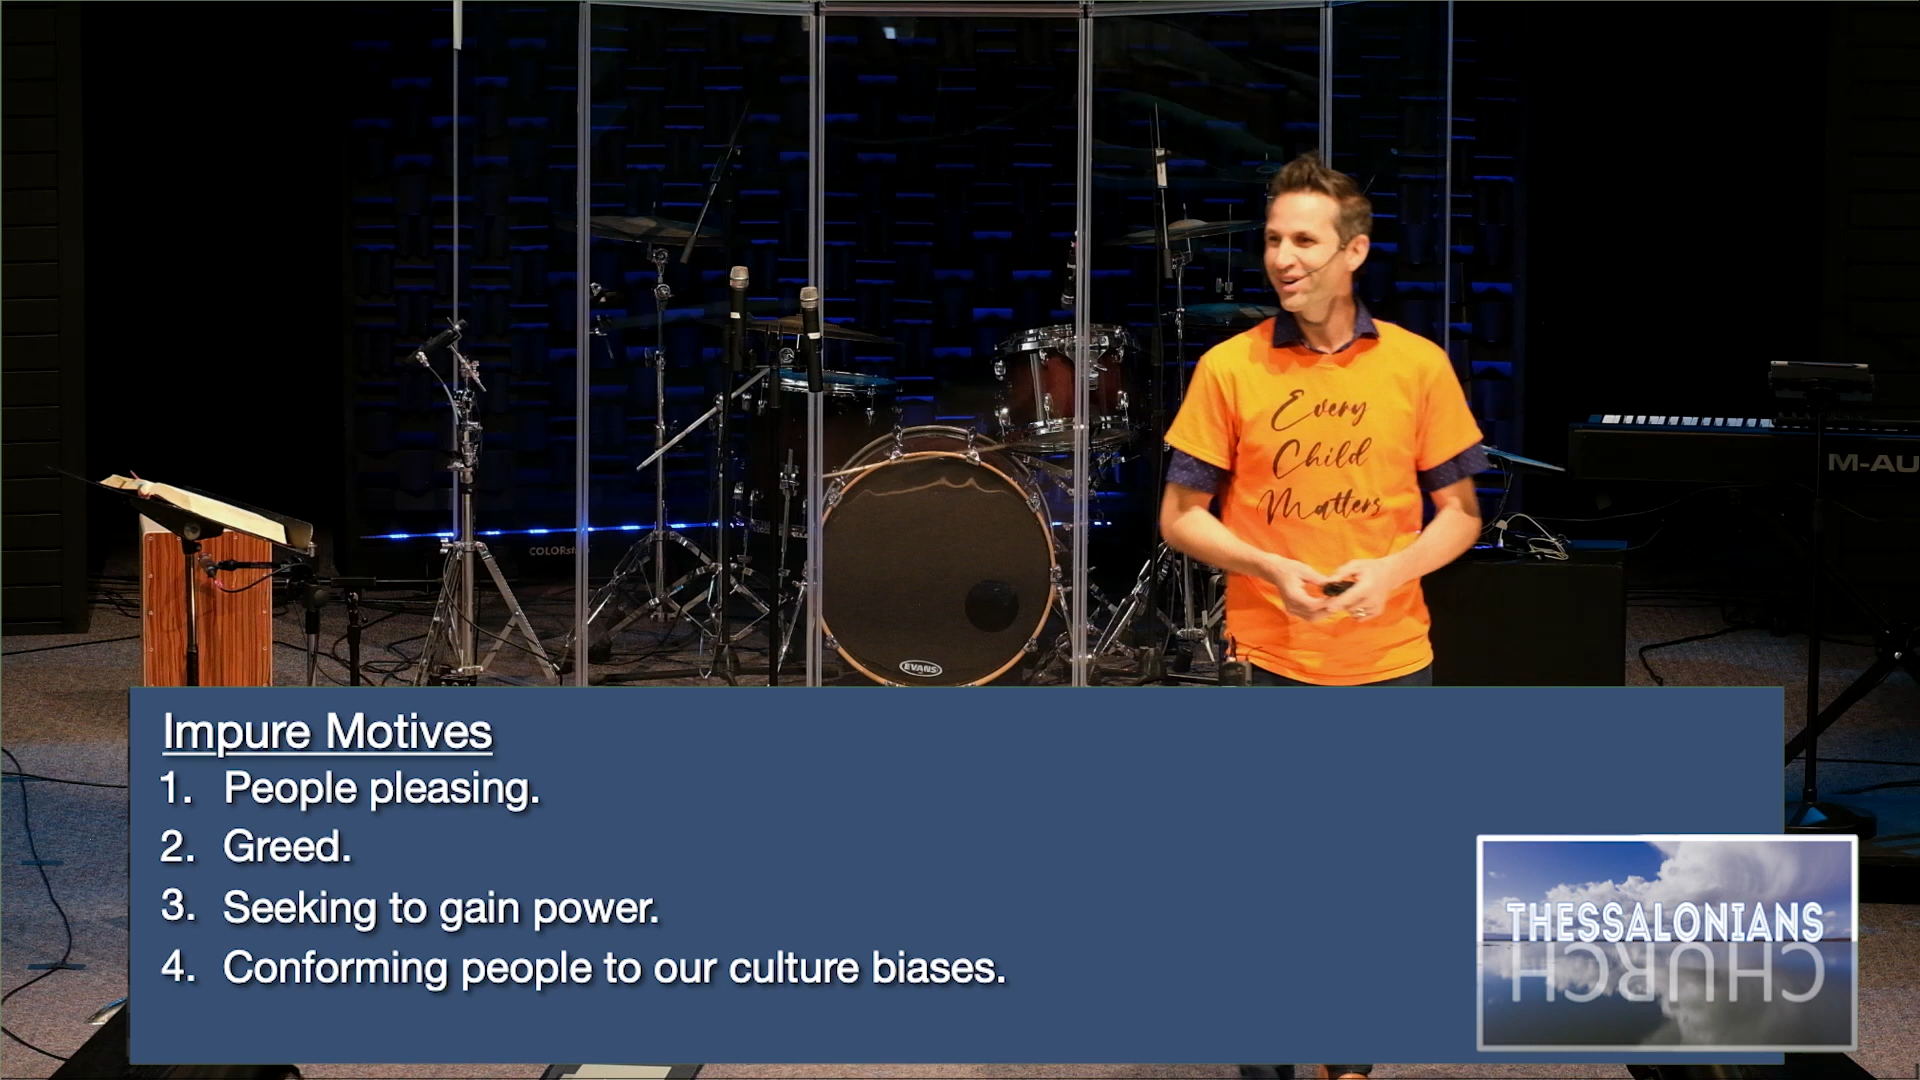 COLORst
EVANS
Every
Child
Matters
M-AU
Impure Motives
1. People pleasing.
2. Greed.
3. Seeking to gain power.
4. Conforming people to our culture biases.
THESSALONIANS
CHURCH